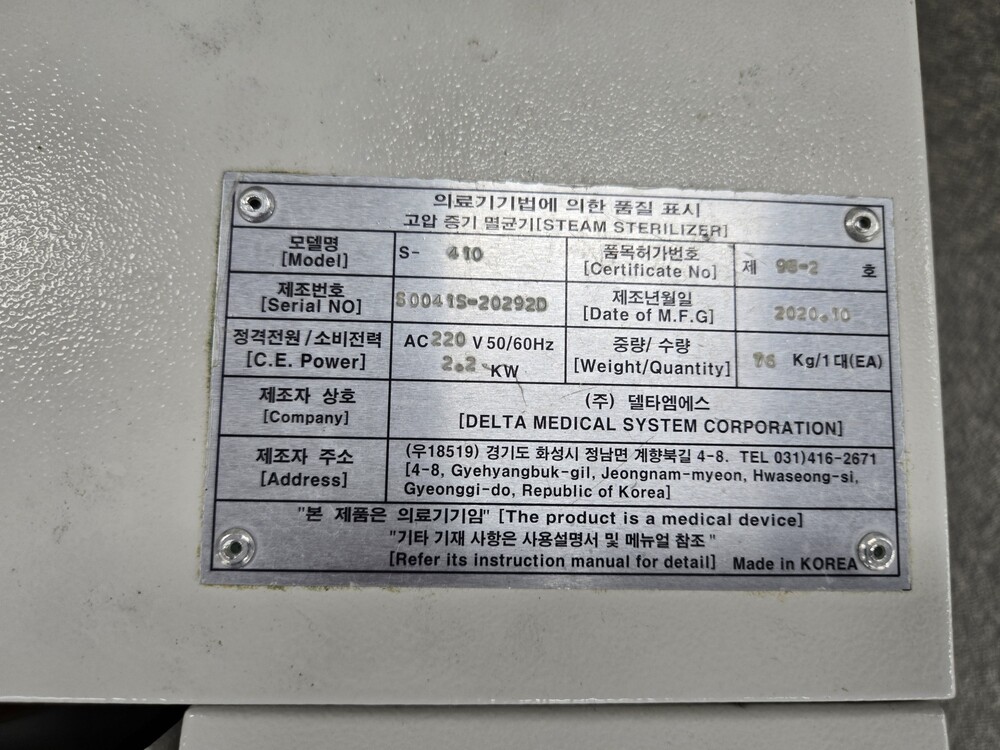 의료기기법에 의한 품질 표시
고압 증기 멸균기[STEAM STERILIZER]
모델명
[Model]
S- 410
품목허가번호
[Certificate No]
제 98-2 호
제조번호
[Serial NO]
S0041S-20292D
제조년월일
[Date of M.F.G]
2020.10
정격전원/소비전력
[C.E. Power]
AC 220 V 50/60Hz
2.2 KW
중량/ 수량
[Weight/Quantity]
76 Kg/1대(EA)
제조자 상호
[Company]
(주) 델타엠에스
[DELTA MEDICAL SYSTEM CORPORATION]
제조자 주소
[Address]
(우18519) 경기도 화성시 정남면 계향북길 4-8. TEL 031)416-2671
[4-8, Gyehyangbuk-gil, Jeongnam-myeon, Hwaseong-si,
Gyeonggi-do, Republic of Korea]
"본 제품은 의료기기임" [The product is a medical device]
"기타 기재 사항은 사용설명서 및 메뉴얼 참조"
[Refer its instruction manual for detail] Made in KOREA